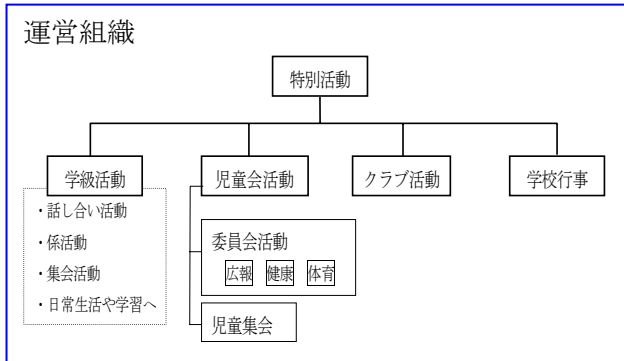 運営組織
特別活動
学級活動
児童会活動
クラブ活動
学校行事
・話し合い活動
・係活動
・集会活動
・日常生活や学習へ
委員会活動
広報 健康 体育
児童集会